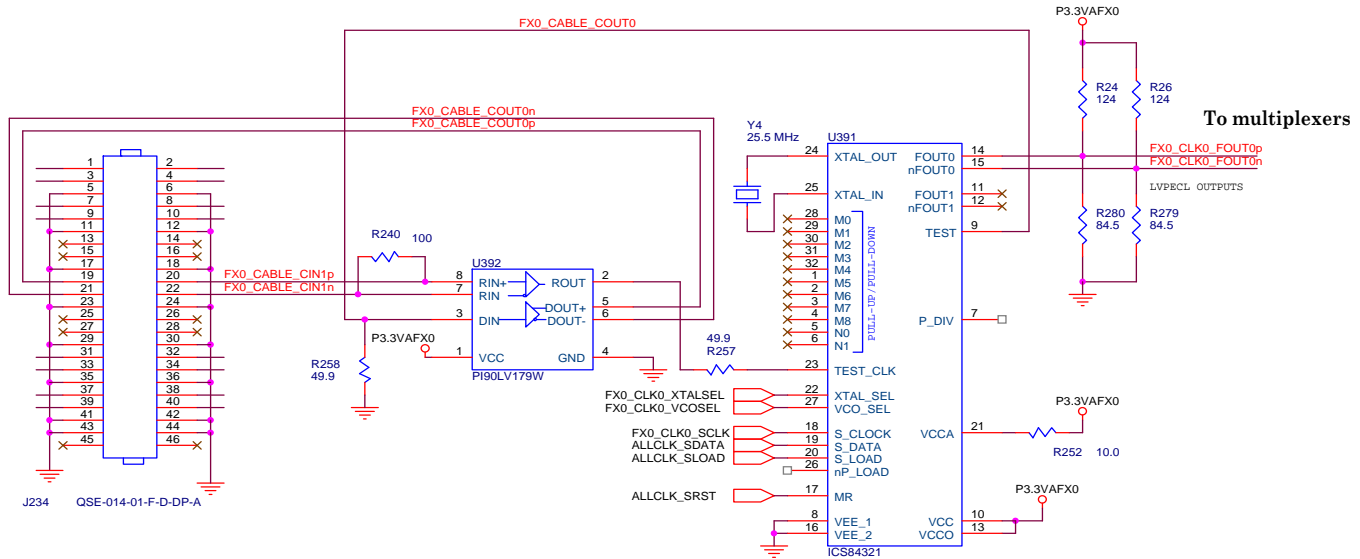 FX0_CABLE_COUT0
P3.3VAFX0
R24
124
R26
124
To multiplexers
FX0_CABLE_COUT0n
FX0_CABLE_COUT0p
Y4
25.5 MHz
U391
24 XTAL_OUT FOUT0 14 FX0_CLK0_FOUT0p
nFOUT0 15 FX0_CLK0_FOUT0n
LVPECL OUTPUTS
25 XTAL_IN FOUT1 11
nFOUT1 12
28 M0
29 M1
30 M2
31 M3
32 M4
1 M5
2 M6
3 M7
4 M8
5 N0
6 N1
PULL-UP/PULL-DOWN
TEST 9
R280
84.5
R279
84.5
P_DIV 7
1 2
3 4
5 6
7 8
9 10
11 12
13 14
15 16
17 18
19 20
21 22
23 24
25 26
27 28
29 30
31 32
33 34
35 36
37 38
39 40
41 42
43 44
45 46
J234 QSE-014-01-F-D-DP-A
R240
100
FX0_CABLE_CIN1p
FX0_CABLE_CIN1n
U392
8 RIN+ ROUT 2
7 RIN
DOUT+ 5
3 DIN DOUT- 6
P3.3VAFX0
1 VCC GND 4
PI90LV179W
R258
49.9
49.9
R257
23 TEST_CLK
FX0_CLK0_XTALSEL 22 XTAL_SEL
FX0_CLK0_VCOSEL 27 VCO_SEL
FX0_CLK0_SCLK 18 S_CLOCK
ALLCLK_SDATA 19 S_DATA
ALLCLK_SLOAD 20 S_LOAD
26 nP_LOAD
ALLCLK_SRST 17 MR
8 VEE_1
16 VEE_2
VCCA 21
P3.3VAFX0
R252 10.0
P3.3VAFX0
VCC 10
VCCO 13
ICS84321